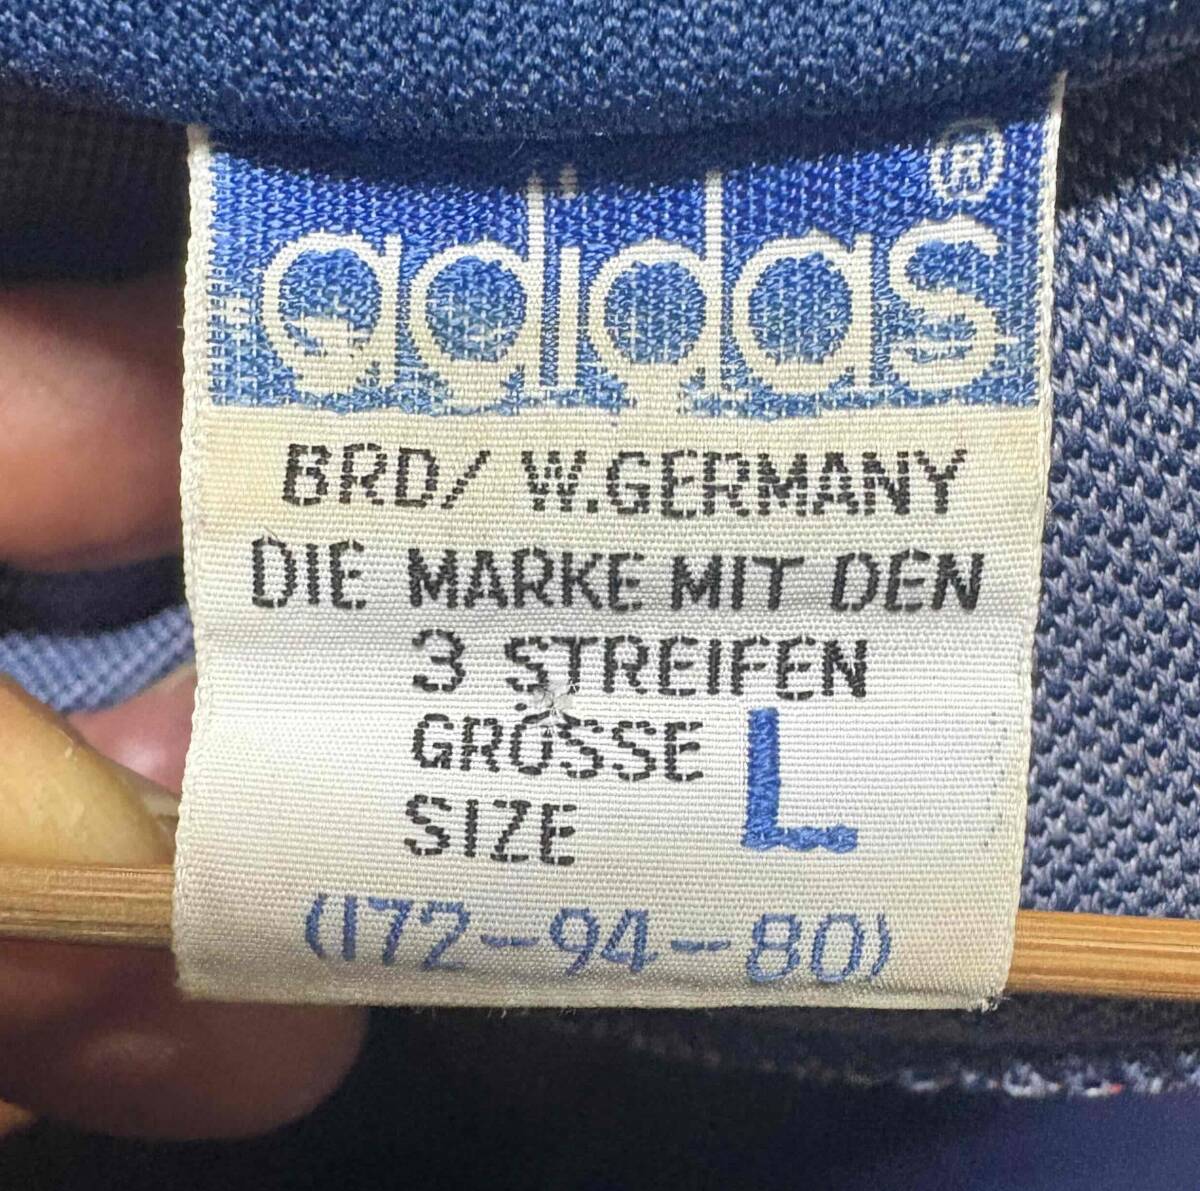 adidas®
BRD/ W.GERMANY
DIE MARKE MIT DEN
3 STREIFEN
GRÖSSE L
SIZE
(172-94-80)